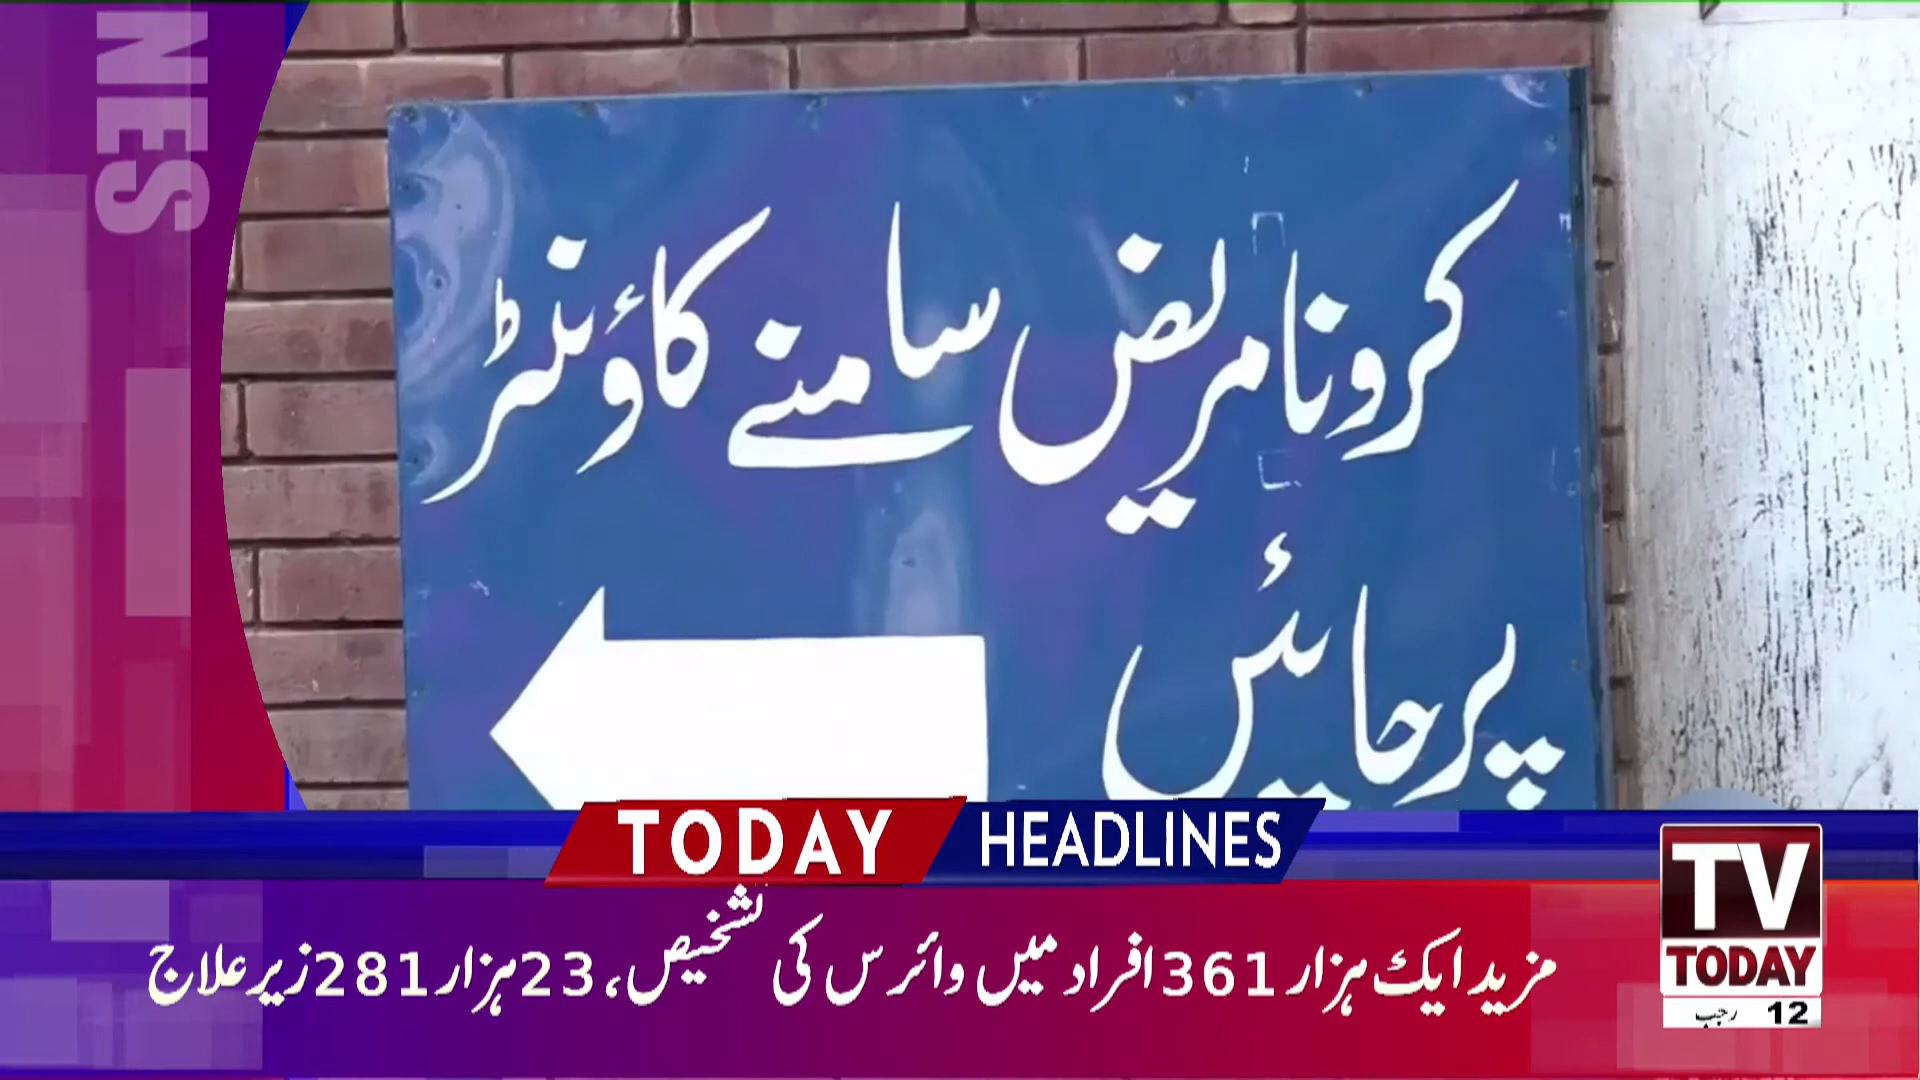 NES
کرونا مریض سامنے کاؤنٹر
پر جائیں
TODAY HEADLINES
مزید ایک ہزار 361 افراد میں وائرس کی تشخیص، 23 ہزار 281 زیر علاج
TV
TODAY
12 رجب